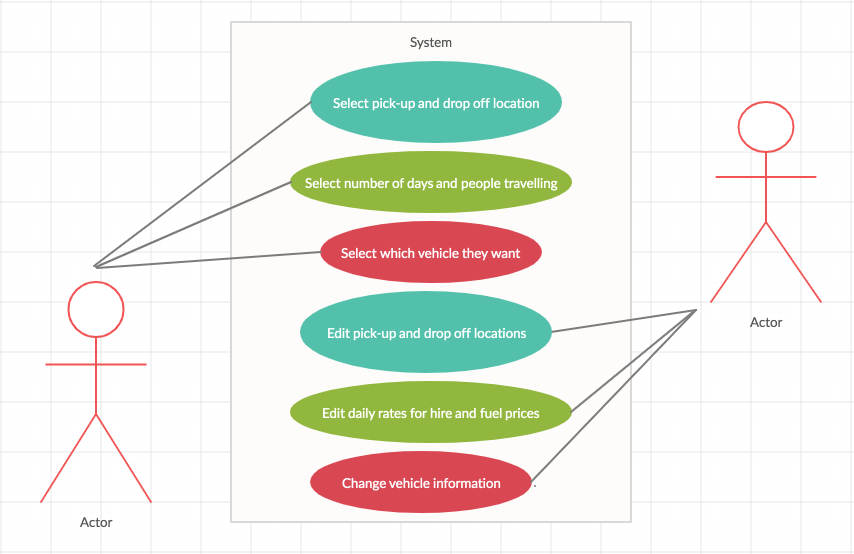 System
Select pick-up and drop off location
Select number of days and people travelling
Select which vehicle they want
Edit pick-up and drop off locations
Actor
Edit daily rates for hire and fuel prices
Change vehicle information
Actor